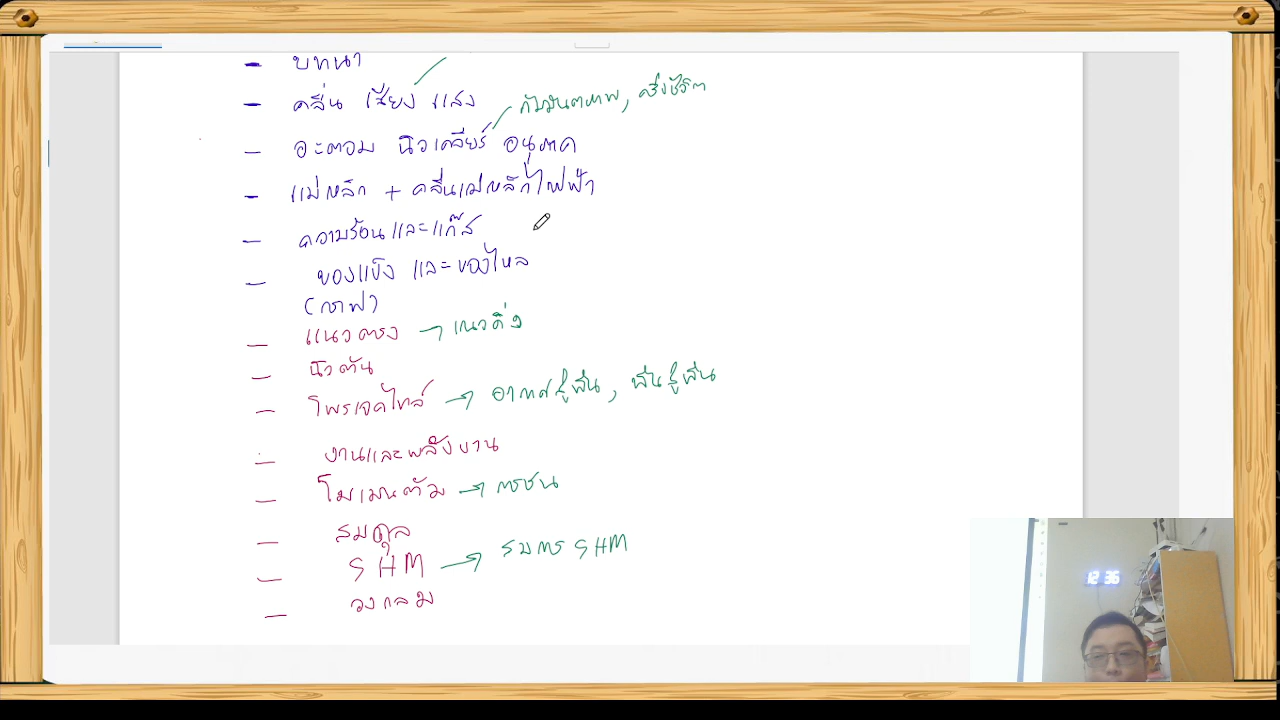 - บทนำ
- คลื่น เสียง แสง
- อะตอม นิวเคลียร์ อนุภาค กัมมันตภาพ, ครึ่งชีวิต
- แม่เหล็ก + คลื่นแม่เหล็กไฟฟ้า
- ความร้อนและแก๊ส
- ของแข็ง และของไหล
(กราฟ)
- แนวตรง → แนวดิ่ง
- นิวตัน
- โพรเจคไทล์ → อากาศสู่พื้น, พื้นสู่พื้น
- งานและพลังงาน
- โมเมนตัม → การชน
- สมดุล
- SHM → สมการ SHM
- วงกลม
12:36